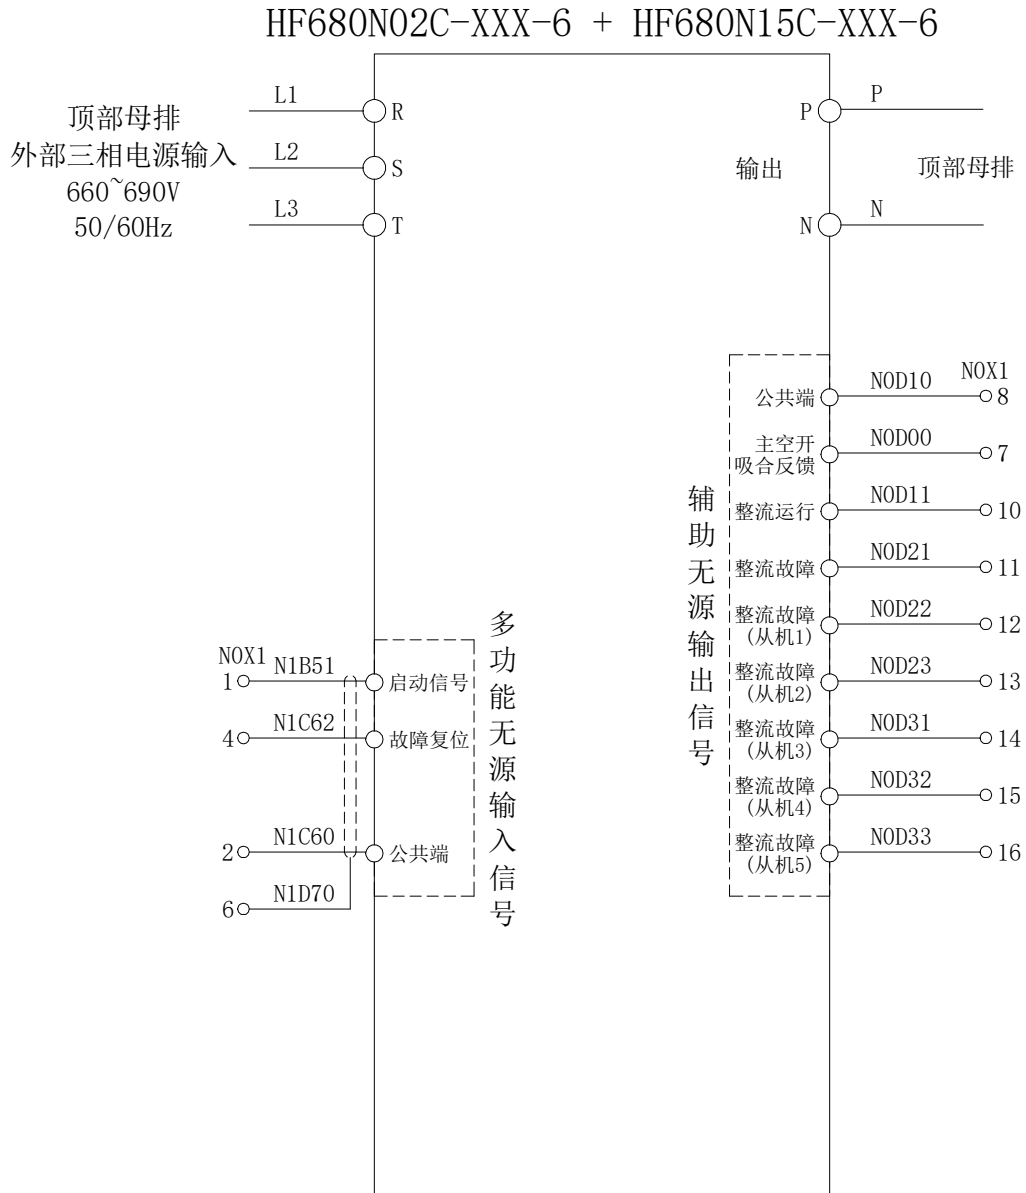 HF680N02C-XXX-6 + HF680N15C-XXX-6
顶部母排
外部三相电源输入
660~690V
50/60Hz
L1
R
L2
S
L3
T
P
P
输出
顶部母排
N
N
辅助无源输出信号
NOX1
公共端
NOD10
8
主空开
吸合反馈
NOD00
7
整流运行
NOD11
10
整流故障
NOD21
11
整流故障
(从机1)
NOD22
12
整流故障
(从机2)
NOD23
13
整流故障
(从机3)
NOD31
14
整流故障
(从机4)
NOD32
15
整流故障
(从机5)
NOD33
16
多功能无源输入信号
NOX1
1
N1B51
启动信号
4
N1C62
故障复位
2
N1C60
公共端
6
N1D70